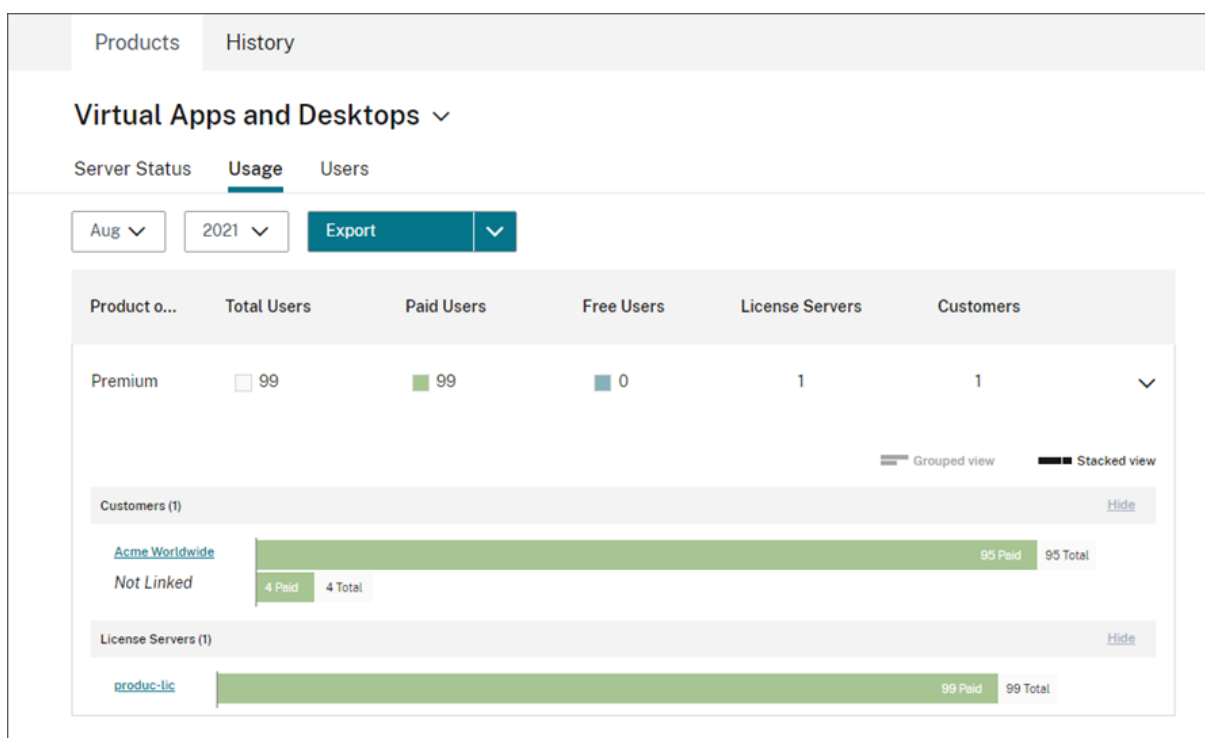 Products History
Virtual Apps and Desktops
Server Status Usage Users
Aug 2021 Export
Product o... Total Users Paid Users Free Users License Servers Customers
Premium 99 99 0 1 1
Grouped view Stacked view
Customers (1) Hide
Acme Worldwide 95 Paid 95 Total
Not Linked 4 Paid 4 Total
License Servers (1) Hide
produc-lic 99 Paid 99 Total